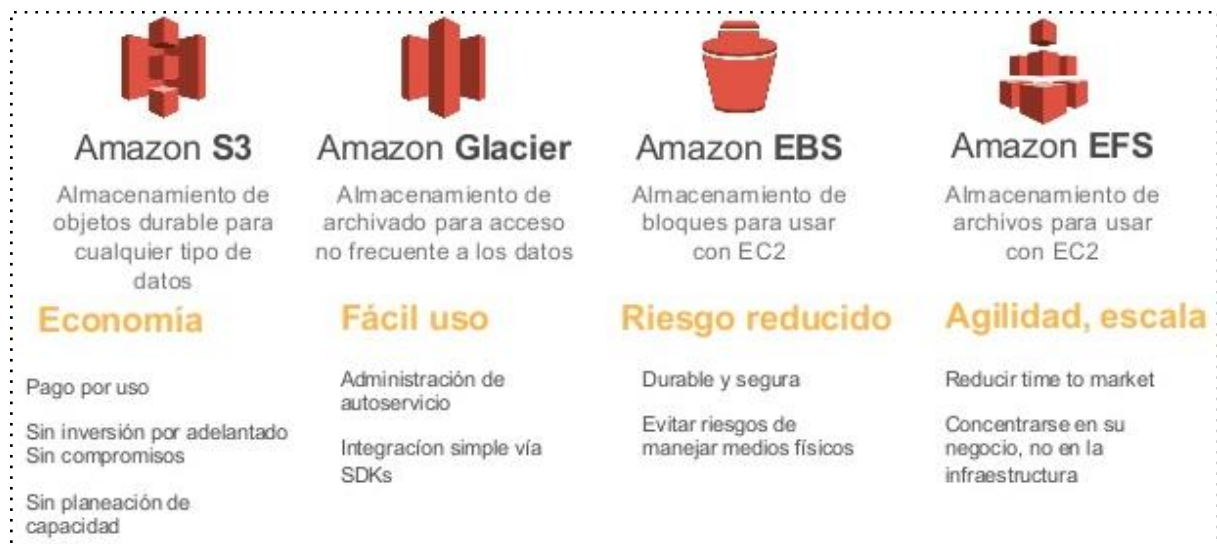 Amazon S3
Almacenamiento de
objetos durable para
cualquier tipo de
datos
Amazon Glacier
Almacenamiento de
archivado para acceso
no frecuente a los datos
Amazon EBS
Almacenamiento de
bloques para usar
con EC2
Amazon EFS
Almacenamiento de
archivos para usar
con EC2
Economía
Pago por uso
Sin inversión por adelantado
Sin compromisos
Sin planeación de
capacidad
Fácil uso
Administración de
autoservicio
Integracíon simple vía
SDKs
Riesgo reducido
Durable y segura
Evitar riesgos de
manejar medios físicos
Agilidad, escala
Reducir time to market
Concentrarse en su
negocio, no en la
infraestructura